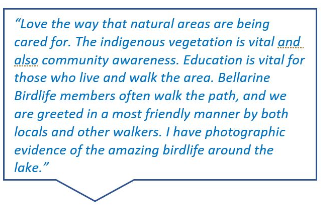 “Love the way that natural areas are being
cared for. The indigenous vegetation is vital and
also community awareness. Education is vital for
those who live and walk the area. Bellarine
Birdlife members often walk the path, and we
are greeted in a most friendly manner by both
locals and other walkers. I have photographic
evidence of the amazing birdlife around the
lake.”